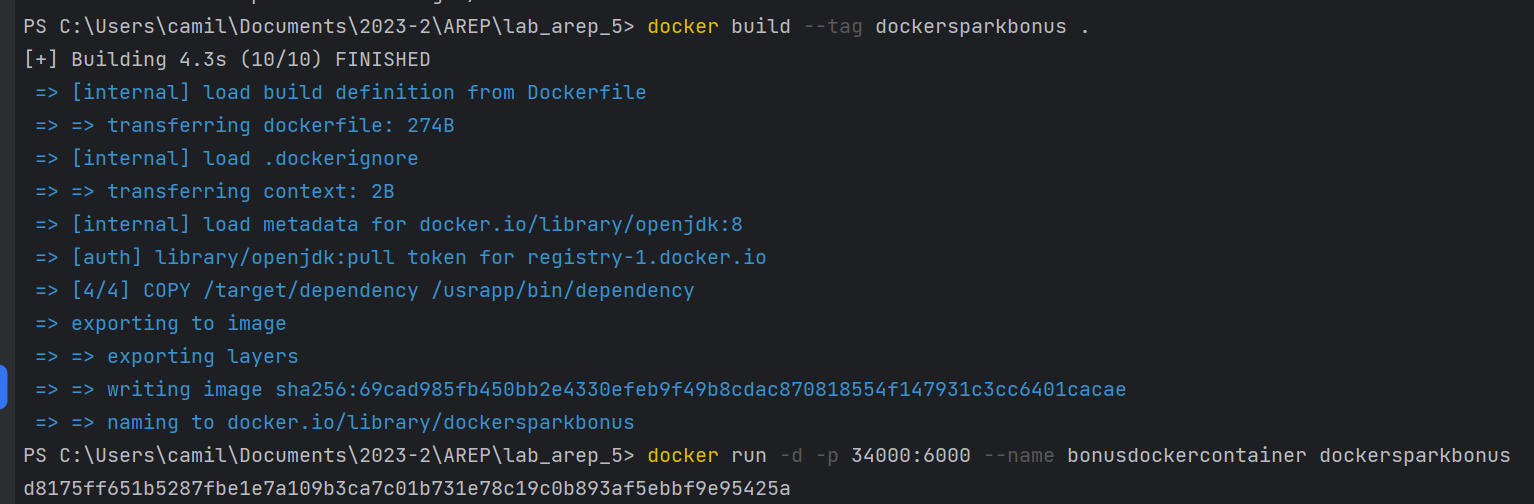 PS C:\Users\camil\Documents\2023-2\AREP\lab_arep_5> docker build --tag dockersparkbonus .
[+] Building 4.3s (10/10) FINISHED
=> [internal] load build definition from Dockerfile
=> => transferring dockerfile: 274B
=> [internal] load .dockerignore
=> => transferring context: 2B
=> [internal] load metadata for docker.io/library/openjdk:8
=> [auth] library/openjdk:pull token for registry-1.docker.io
=> [4/4] COPY /target/dependency /usrapp/bin/dependency
=> exporting to image
=> => exporting layers
=> => writing image sha256:69cad985fb450bb2e4330efeb9f49b8cdac870818554f147931c3cc6401cacae
=> => naming to docker.io/library/dockersparkbonus
PS C:\Users\camil\Documents\2023-2\AREP\lab_arep_5> docker run -d -p 34000:6000 --name bonusdockercontainer dockersparkbonus
d8175ff651b5287fbe1e7a109b3ca7c01b731e78c19c0b893af5ebbf9e95425a